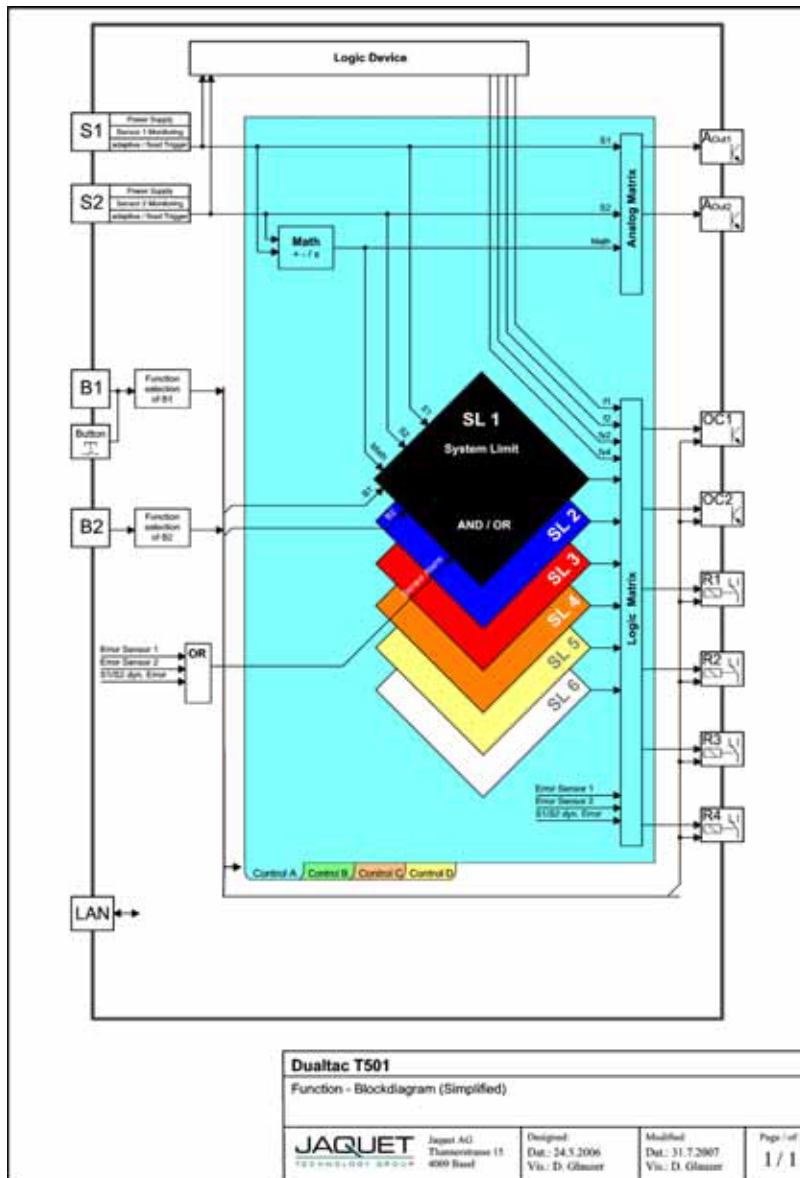 Logic Device
S1
Power Supply
Sensor 1 Monitoring
adaptive / fixed Trigger
S2
Power Supply
Sensor 2 Monitoring
adaptive / fixed Trigger
S1
S2
Math
Analog Matrix
AOut1
AOut2
Math
+ - / x
B1
Function
selection
of B1
Button
B2
Function
selection
of B2
f1
f2
S1
S2
Math
B1
B2
SL 1
System Limit
AND / OR
SL 2
SL 3
SL 4
SL 5
SL 6
Logic Matrix
OC1
OC2
R1
R2
R3
R4
Error Sensor 1
Error Sensor 2
S1/S2 dyn. Error
OR
Error Sensor 1
Error Sensor 2
S1/S2 dyn. Error
Control A
Control B
Control C
Control D
LAN
Dualtac T501
Function - Blockdiagram (Simplified)
JAQUET
TECHNOLOGY GROUP
Jaquet AG
Thannerstrasse 15
4009 Basel
Designed:
Dat.: 24.5.2006
Vis.: D. Glauser
Modified:
Dat.: 31.7.2007
Vis.: D. Glauser
Page / of
1 / 1